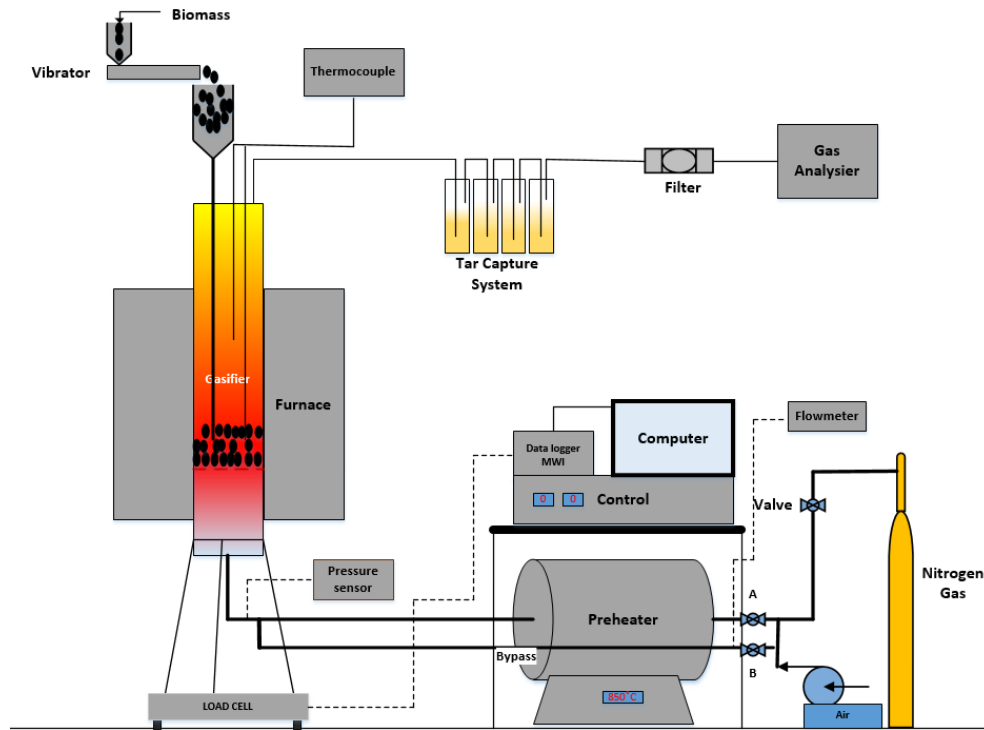 Biomass
Vibrator
Thermocouple
Gas
Analysier
Filter
Tar Capture
System
Gasifier
Furnace
Computer
Data logger
MWI
Flowmeter
0 0
Control
Valve
Pressure
sensor
Nitrogen
Gas
A
Preheater
Bypass
B
850°C
LOAD CELL
Air